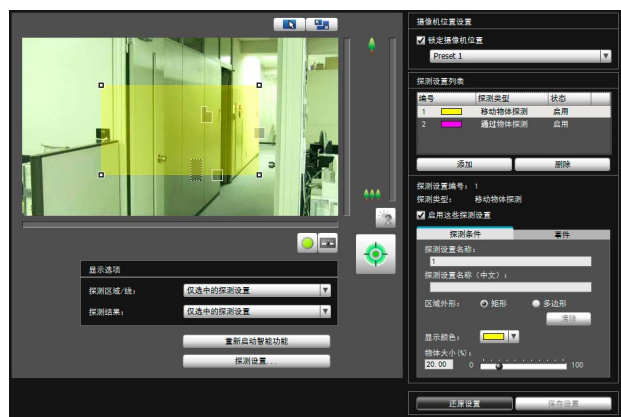 摄像机位置设置
锁定摄像机位置
Preset 1
探测设置列表
编号 探测类型 状态
1 移动物体探测 启用
2 通过物体探测 启用
添加 删除
探测设置编号: 1
探测类型: 移动物体探测
启用这些探测设置
探测条件 事件
探测设置名称:
1
探测设置名称（中文）:
区域外形: 矩形 多边形
清除
显示颜色:
物体大小(%):
20.00 0 100
还原设置 保存设置
显示选项
探测区域/线: 仅选中的探测设置
探测结果: 仅选中的探测设置
重新启动智能功能
探测设置...